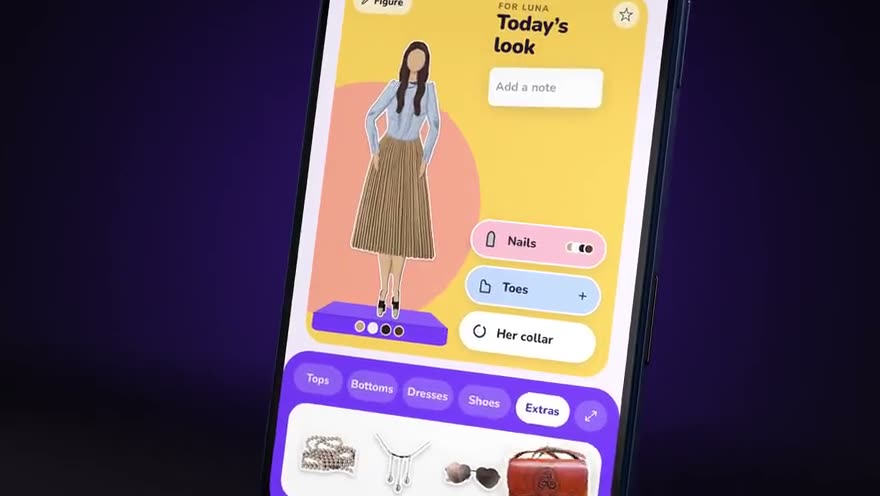 Figure
FOR LUNA
Today's
look
Add a note
Nails
Toes
+
Her collar
Tops
Bottoms
Dresses
Shoes
Extras